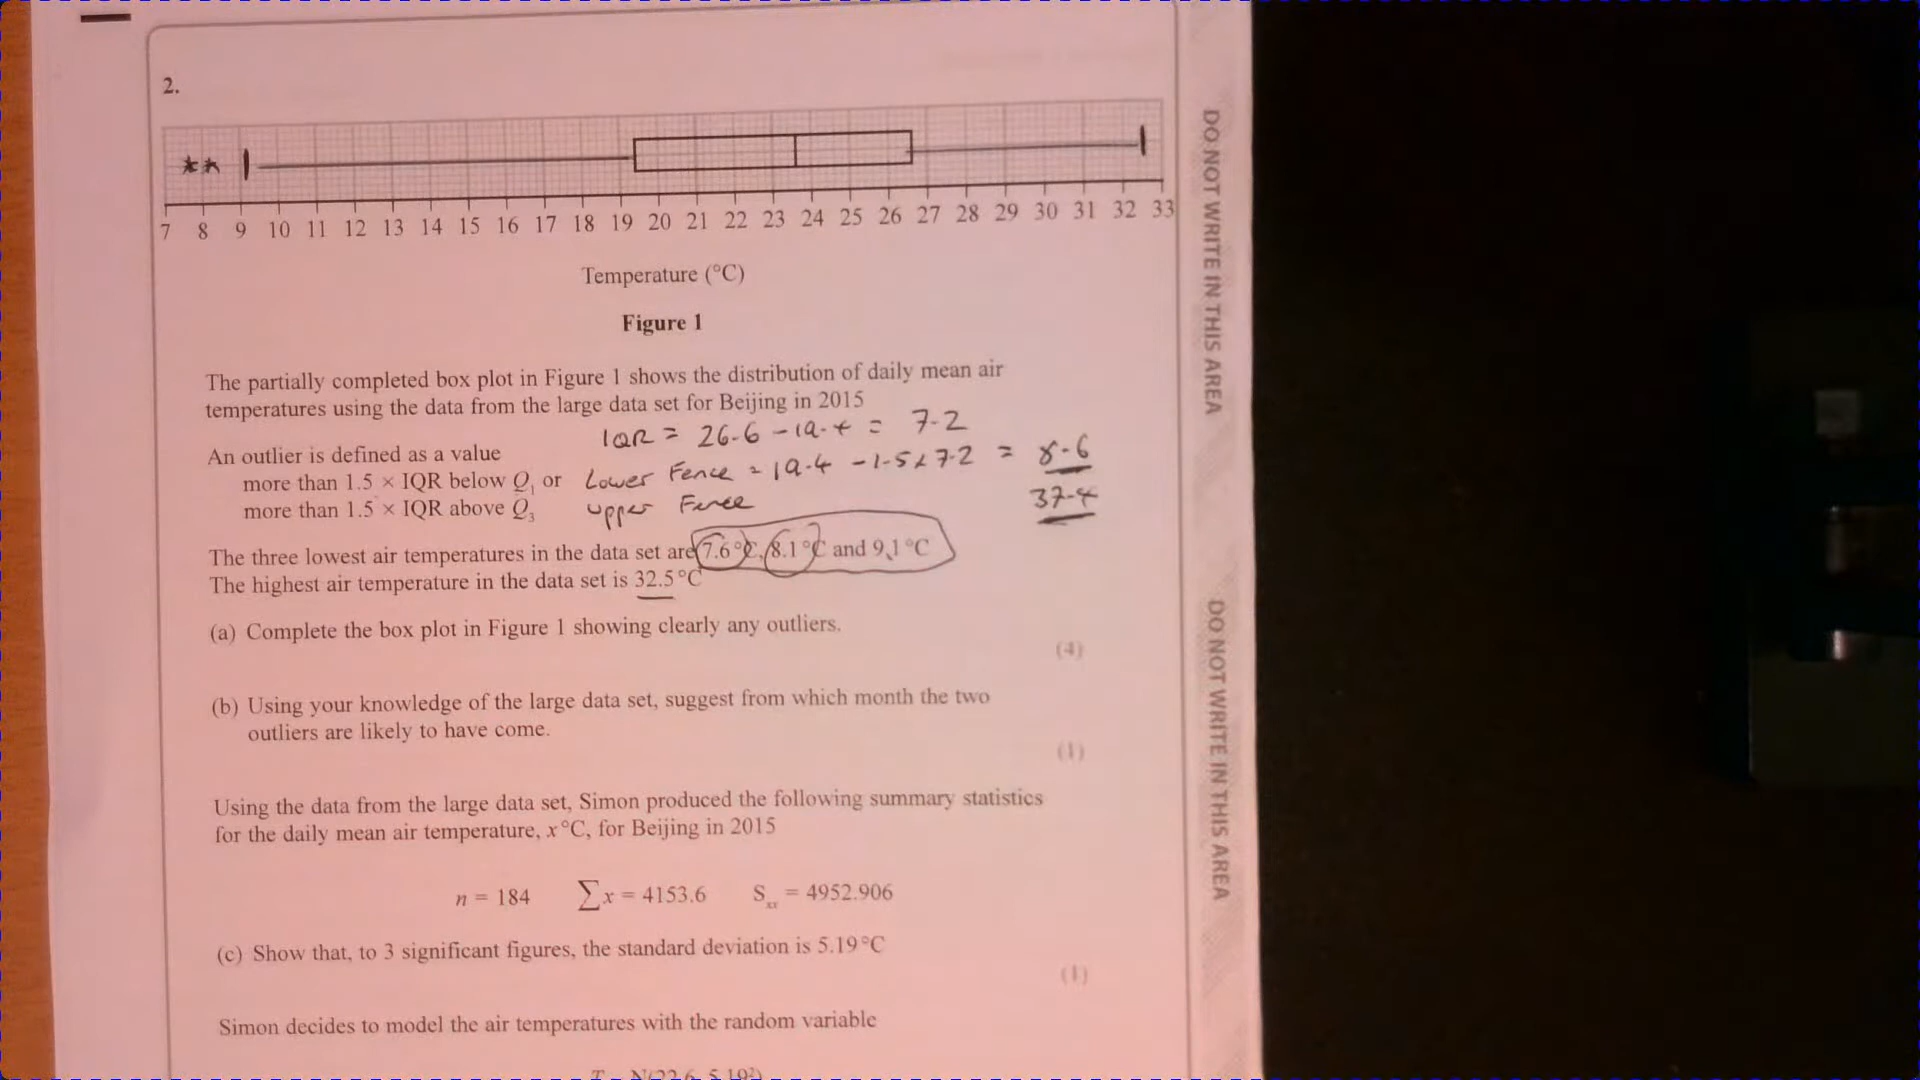 2.
7 8 9 10 11 12 13 14 15 16 17 18 19 20 21 22 23 24 25 26 27 28 29 30 31 32 33
Temperature (°C)
Figure 1
The partially completed box plot in Figure 1 shows the distribution of daily mean air
temperatures using the data from the large data set for Beijing in 2015
IQR = 26.6 - 19.4 = 7.2
An outlier is defined as a value
more than 1.5 × IQR below Q1 or
Lower Fence = 19.4 - 1.5 × 7.2 = 8.6
more than 1.5 × IQR above Q3
upper Fence 37.4
The three lowest air temperatures in the data set are 7.6 °C, 8.1 °C and 9.1 °C
The highest air temperature in the data set is 32.5 °C
(a) Complete the box plot in Figure 1 showing clearly any outliers.
(4)
(b) Using your knowledge of the large data set, suggest from which month the two
outliers are likely to have come.
(1)
Using the data from the large data set, Simon produced the following summary statistics
for the daily mean air temperature, x °C, for Beijing in 2015
n = 184 ∑x = 4153.6 Sxx = 4952.906
(c) Show that, to 3 significant figures, the standard deviation is 5.19 °C
(1)
Simon decides to model the air temperatures with the random variable
T N(22.6, 5.19²)
DO NOT WRITE IN THIS AREA
DO NOT WRITE IN THIS AREA